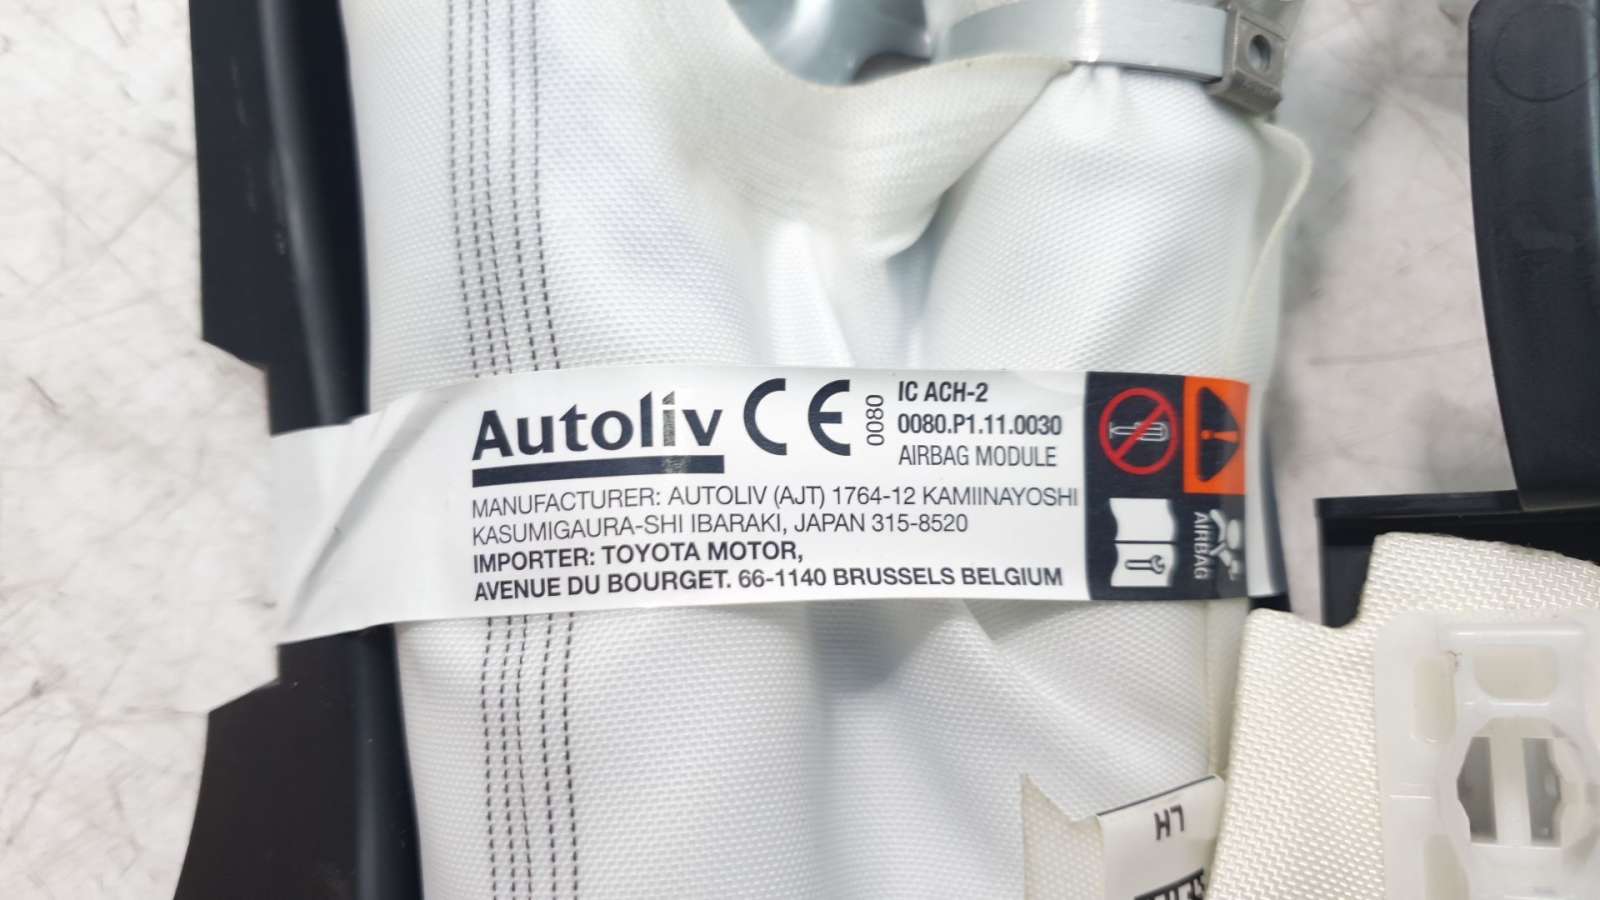 Autoliv CE 0080
IC ACH-2
0080.P1.11.0030
AIRBAG MODULE
MANUFACTURER: AUTOLIV (AJT) 1764-12 KAMIINAYOSHI
KASUMIGAURA-SHI IBARAKI, JAPAN 315-8520
IMPORTER: TOYOTA MOTOR,
AVENUE DU BOURGET. 66-1140 BRUSSELS BELGIUM
AIRBAG
LH